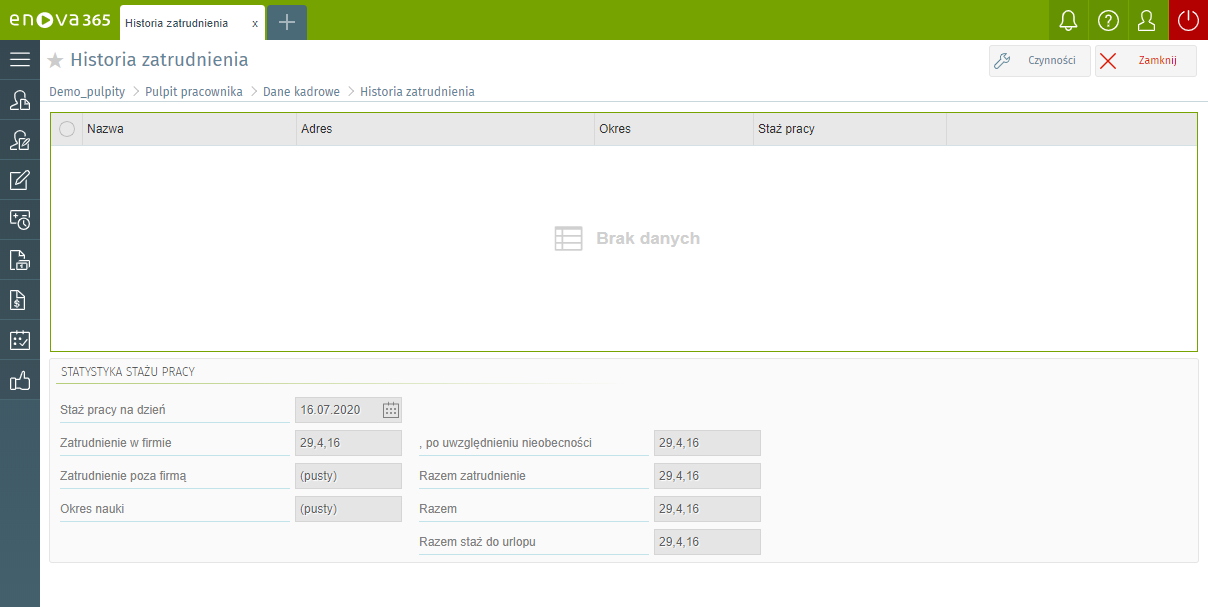 enova365 Historia zatrudnienia x
Historia zatrudnienia Czynności Zamknij
Demo_pulpity > Pulpit pracownika > Dane kadrowe > Historia zatrudnienia
Nazwa Adres Okres Staż pracy
Brak danych
STATYSTYKA STAŻU PRACY
Staż pracy na dzień 16.07.2020
Zatrudnienie w firmie 29,4,16 , po uwzględnieniu nieobecności 29,4,16
Zatrudnienie poza firmą (pusty) Razem zatrudnienie 29,4,16
Okres nauki (pusty) Razem 29,4,16
Razem staż do urlopu 29,4,16